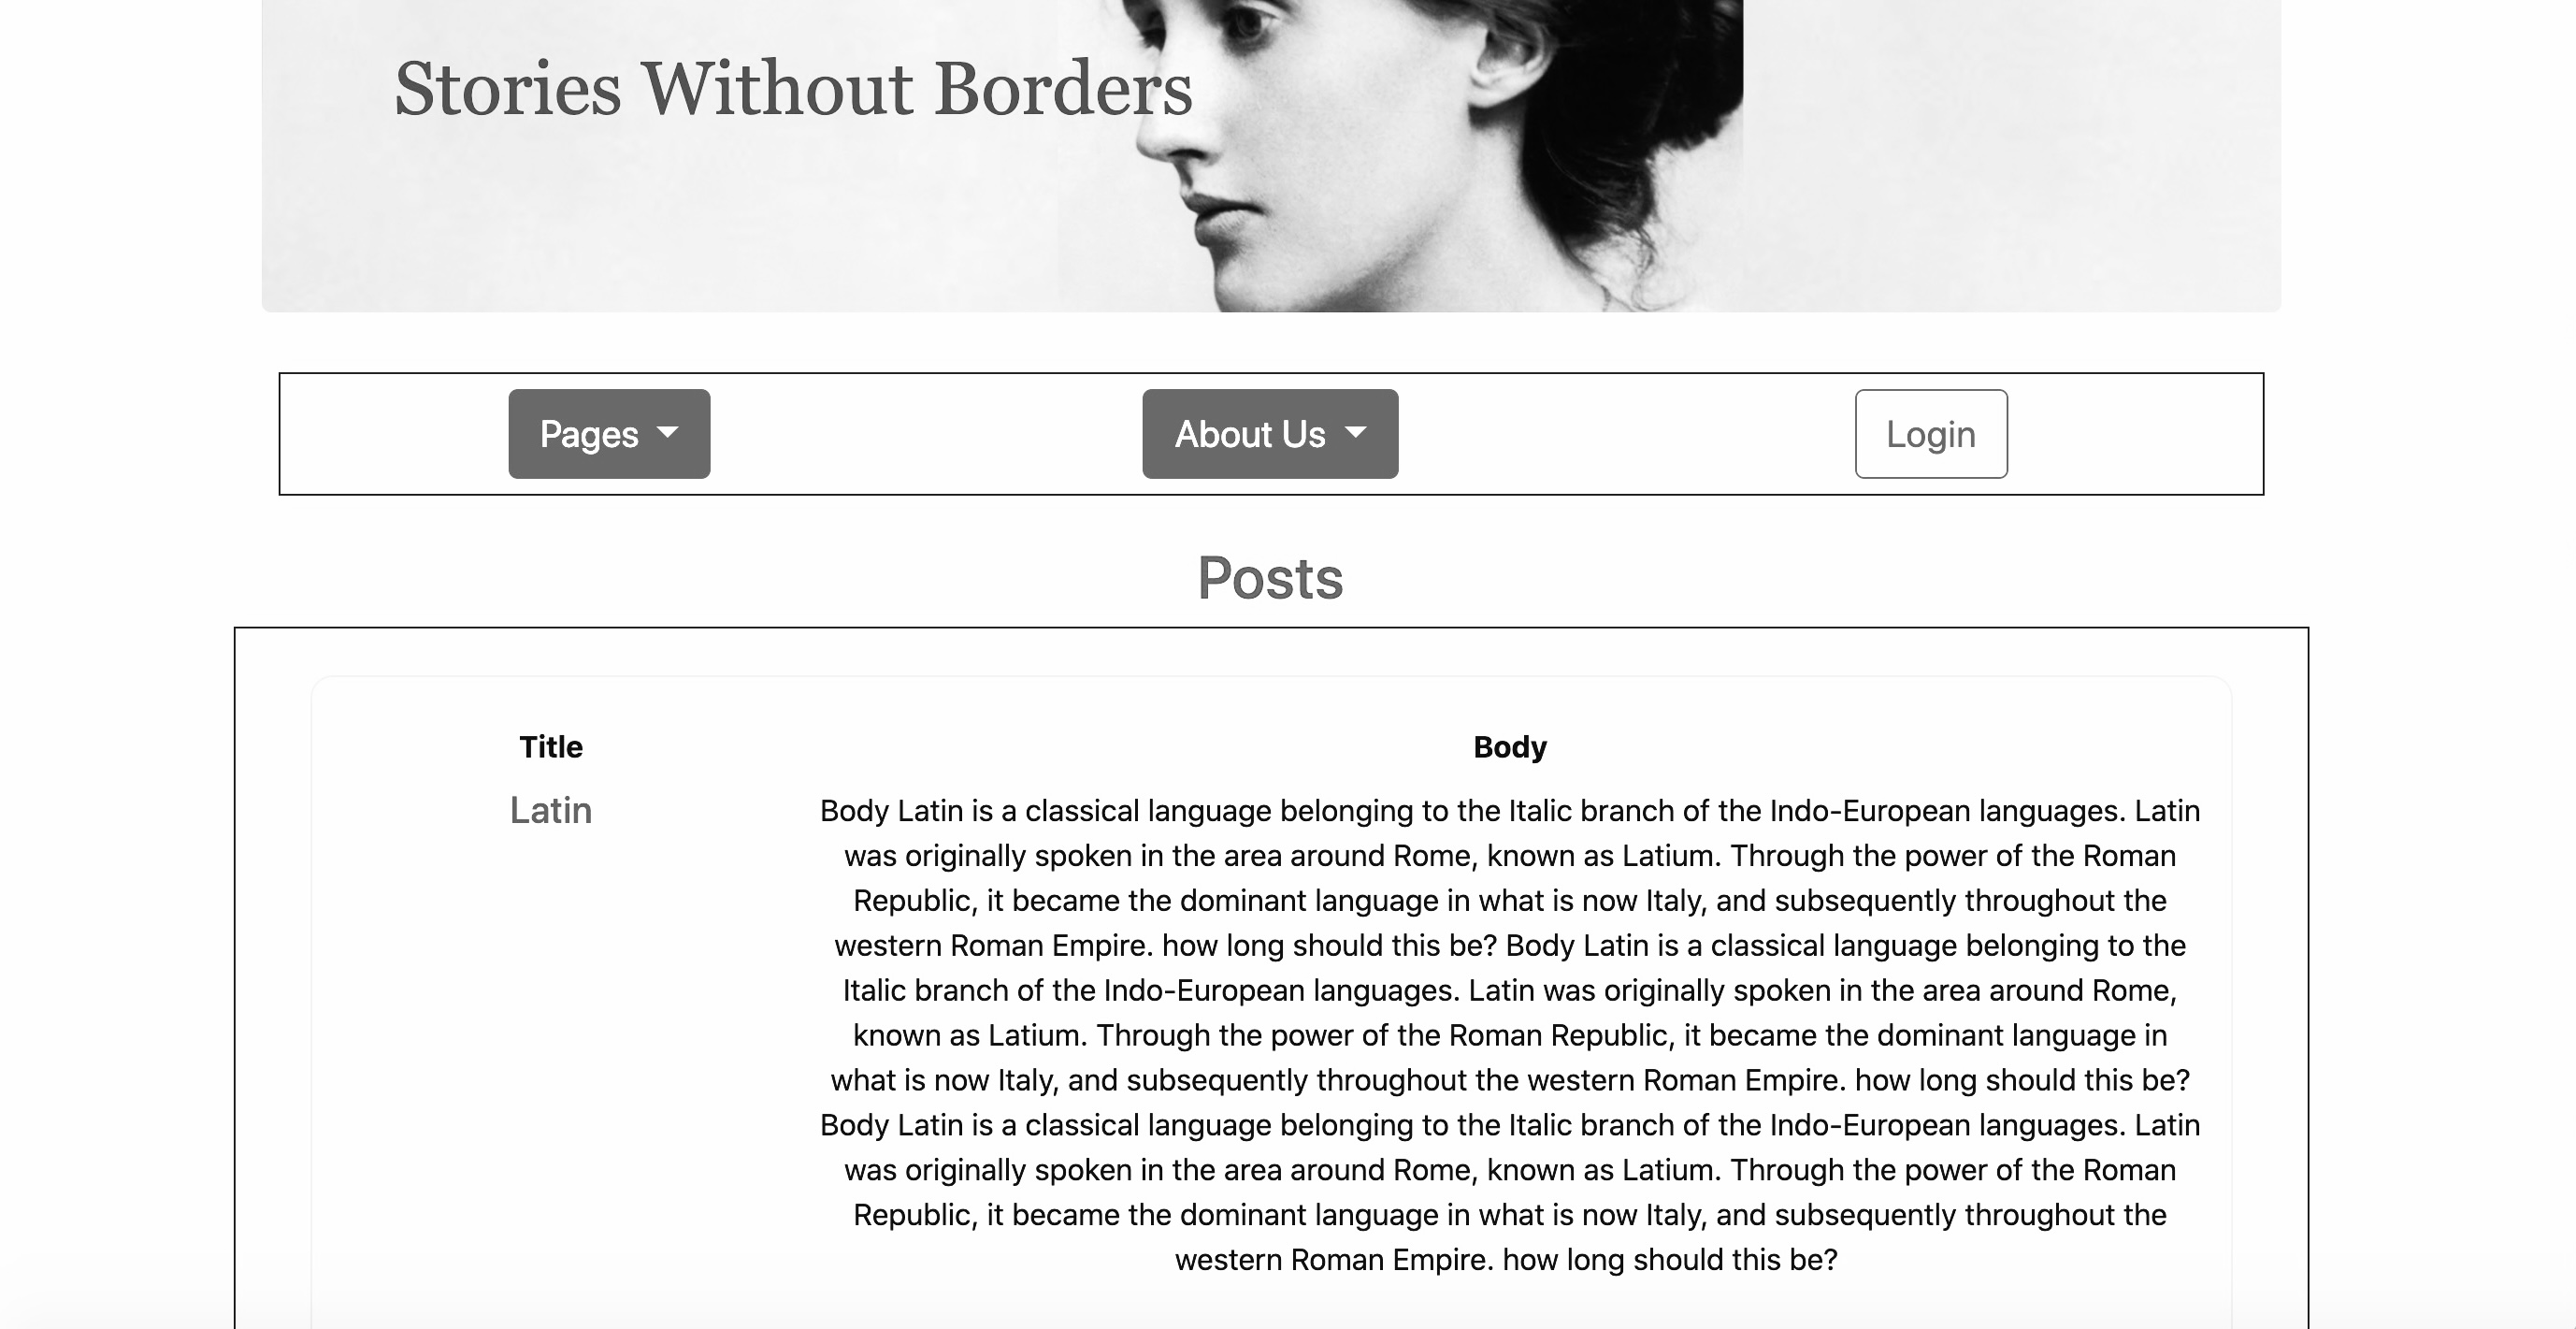 Stories Without Borders
Pages
About Us
Login
Posts
Title
Body
Latin
Body Latin is a classical language belonging to the Italic branch of the Indo-European languages. Latin
was originally spoken in the area around Rome, known as Latium. Through the power of the Roman
Republic, it became the dominant language in what is now Italy, and subsequently throughout the
western Roman Empire. how long should this be? Body Latin is a classical language belonging to the
Italic branch of the Indo-European languages. Latin was originally spoken in the area around Rome,
known as Latium. Through the power of the Roman Republic, it became the dominant language in
what is now Italy, and subsequently throughout the western Roman Empire. how long should this be?
Body Latin is a classical language belonging to the Italic branch of the Indo-European languages. Latin
was originally spoken in the area around Rome, known as Latium. Through the power of the Roman
Republic, it became the dominant language in what is now Italy, and subsequently throughout the
western Roman Empire. how long should this be?